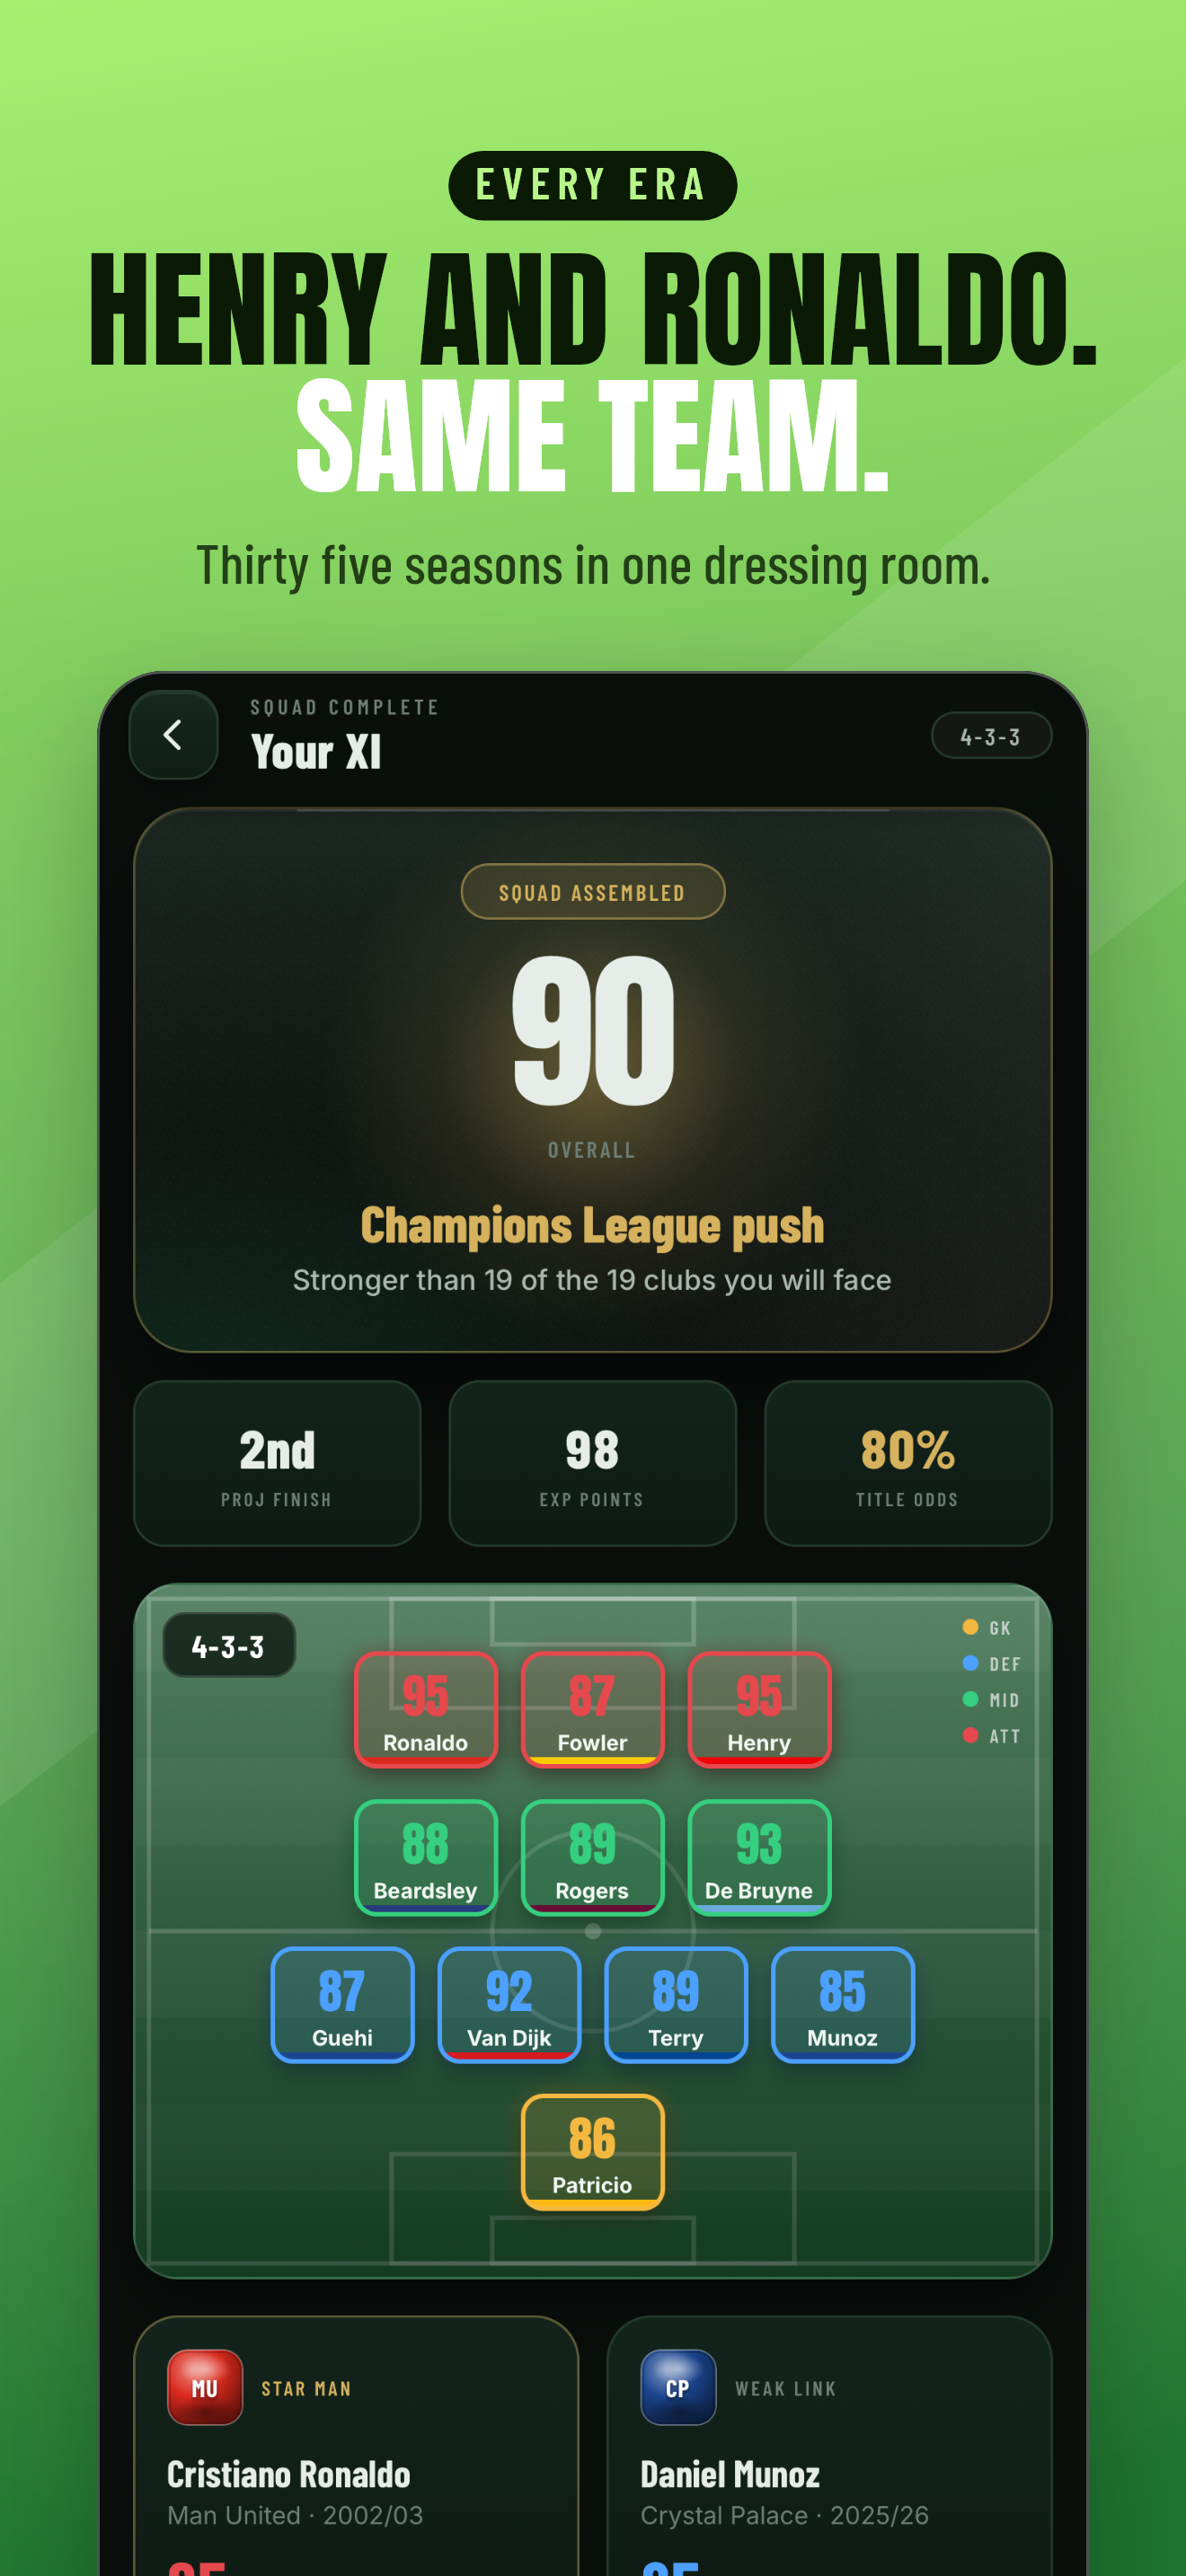 EVERY ERA
HENRY AND RONALDO.
SAME TEAM.
Thirty five seasons in one dressing room.
SQUAD COMPLETE
Your XI
4-3-3
SQUAD ASSEMBLED
90
OVERALL
Champions League push
Stronger than 19 of the 19 clubs you will face
2nd
PROJ FINISH
98
EXP POINTS
80%
TITLE ODDS
4-3-3
GK
DEF
MID
ATT
95
Ronaldo
87
Fowler
95
Henry
88
Beardsley
89
Rogers
93
De Bruyne
87
Guehi
92
Van Dijk
89
Terry
85
Munoz
86
Patricio
MU
STAR MAN
Cristiano Ronaldo
Man United · 2002/03
CP
WEAK LINK
Daniel Munoz
Crystal Palace · 2025/26